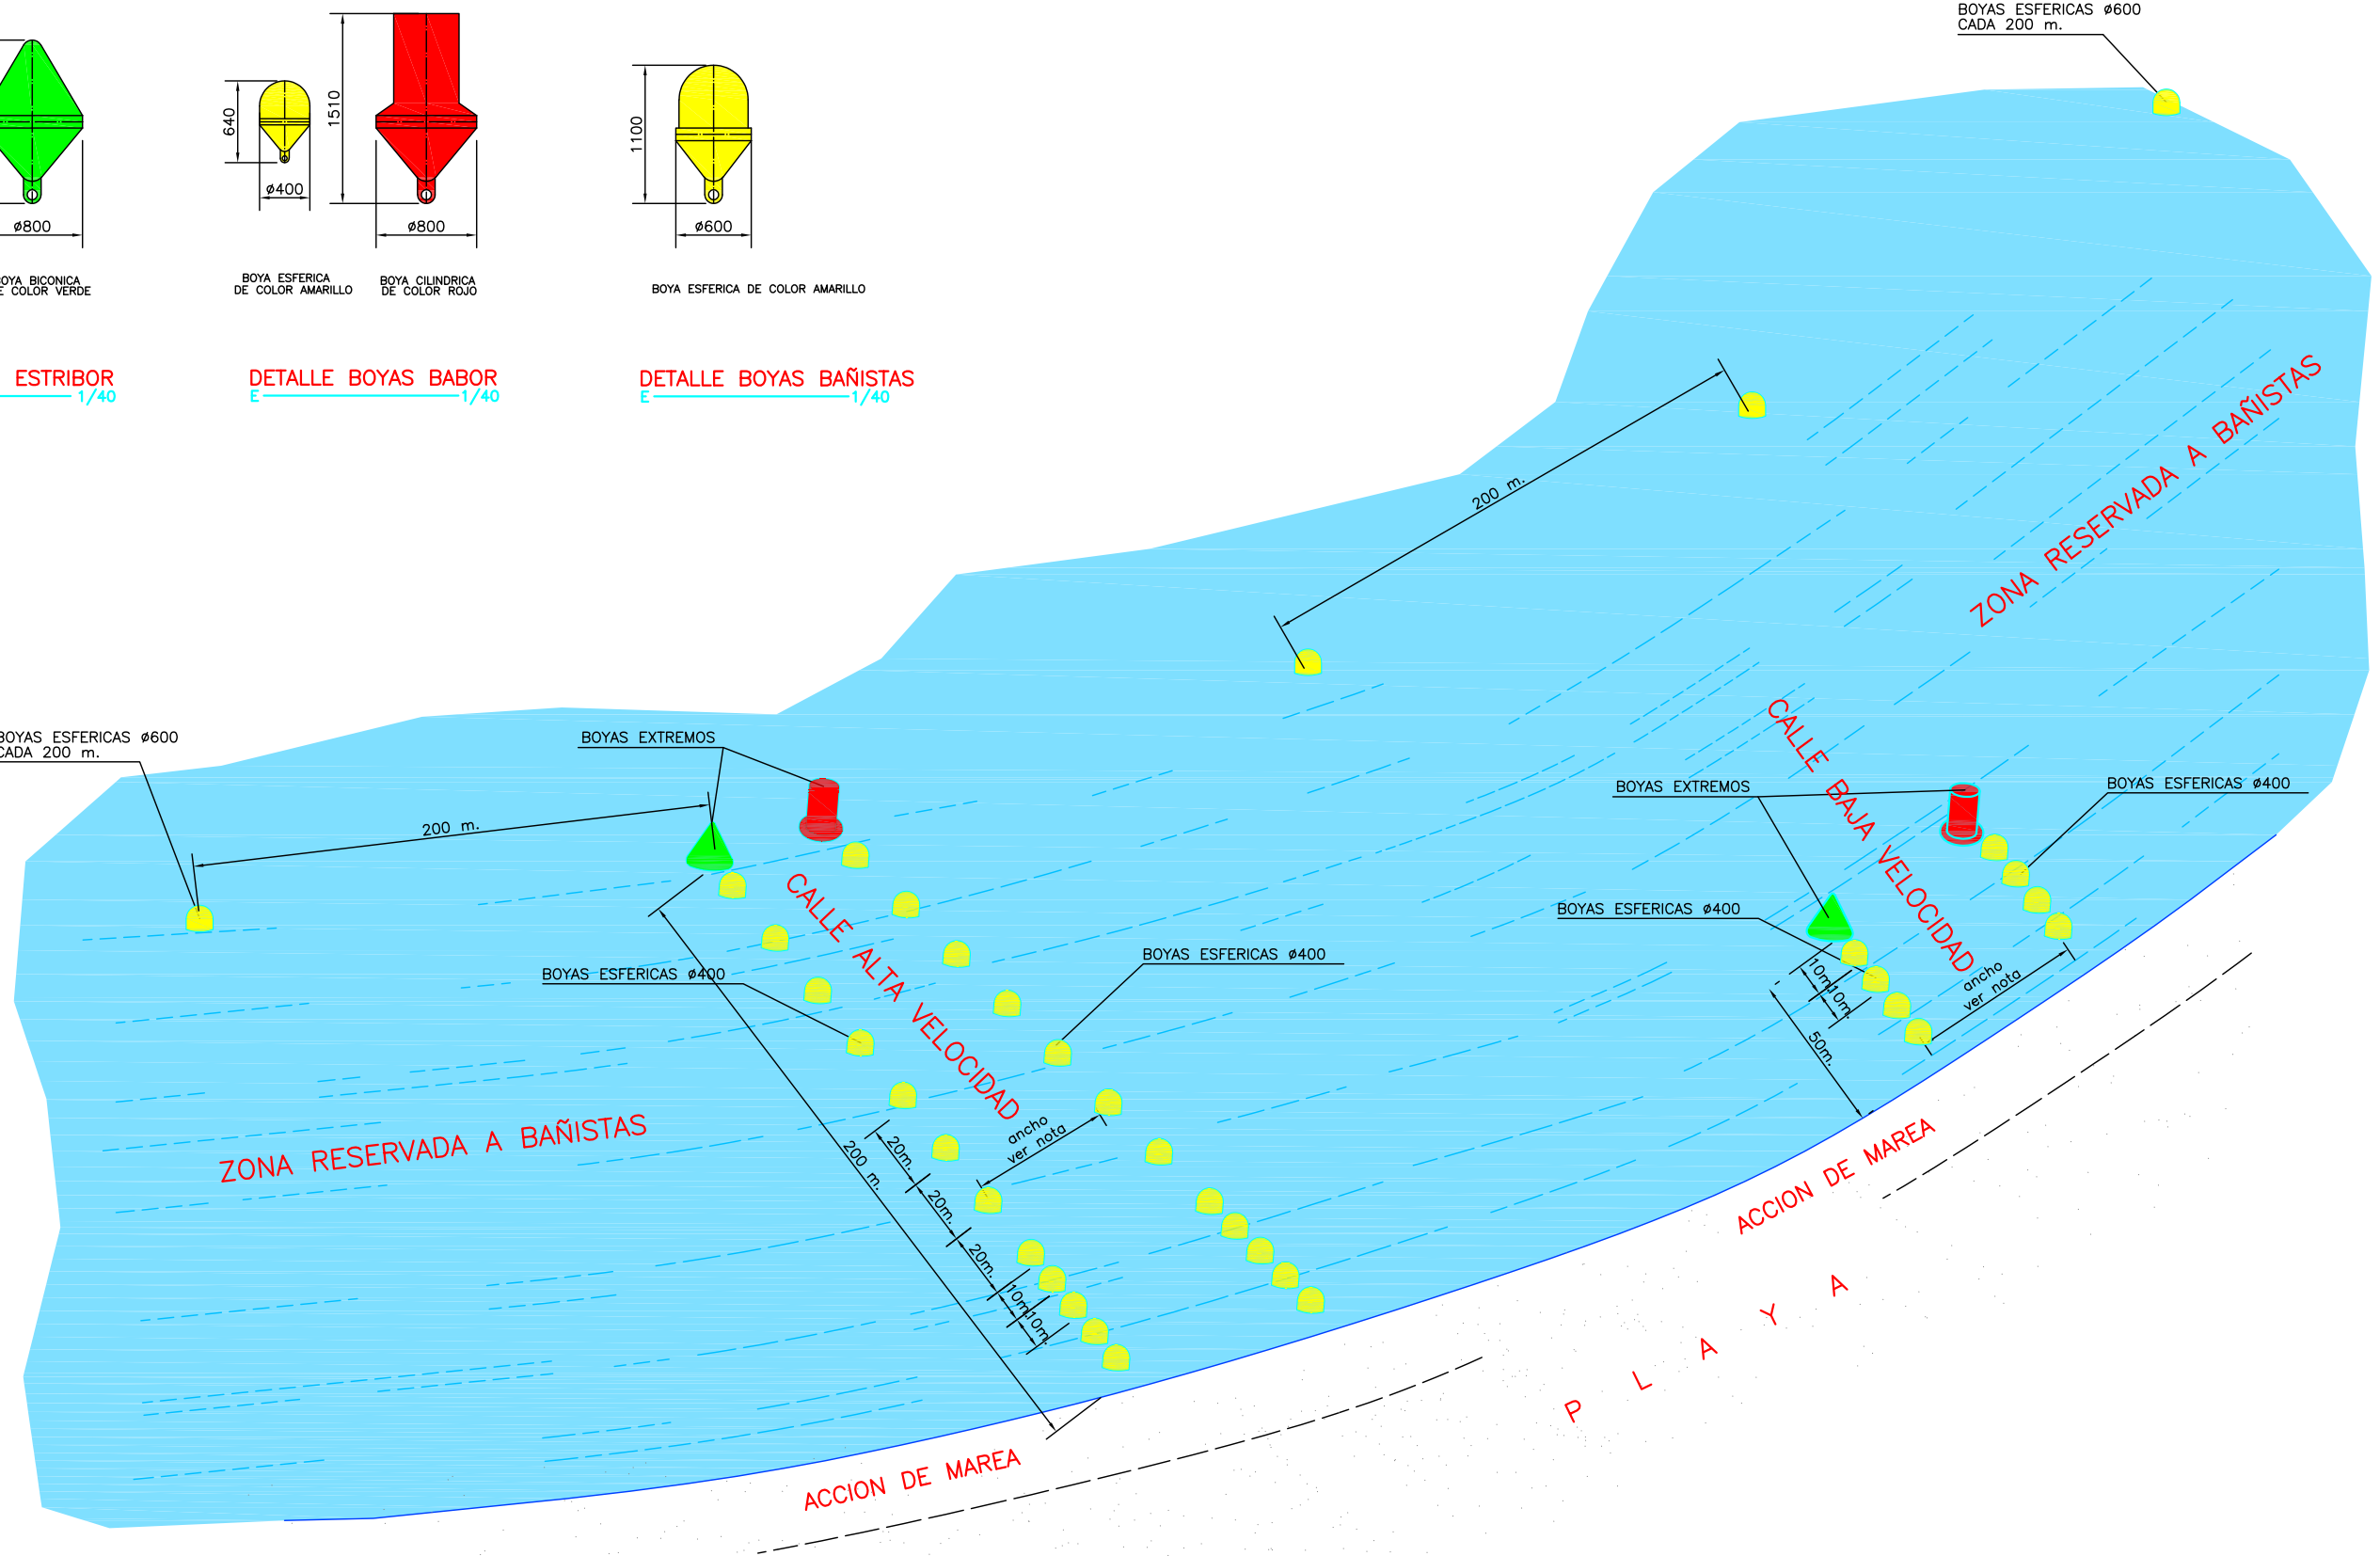 BOYAS ESFERICAS ø600
CADA 200 m.
640
1510
1100
ø800
ø400
ø800
ø600
BICONICA
COLOR VERDE
BOYA ESFERICA
DE COLOR AMARILLO
BOYA CILINDRICA
DE COLOR ROJO
BOYA ESFERICA DE COLOR AMARILLO
ESTRIBOR
1/40
DETALLE BOYAS BABOR
E 1/40
DETALLE BOYAS BAÑISTAS
E 1/40
200 m.
ZONA RESERVADA A BAÑISTAS
BOYAS ESFERICAS ø600
CADA 200 m.
BOYAS EXTREMOS
200 m.
CALLE BAJA VELOCIDAD
BOYAS EXTREMOS
BOYAS ESFERICAS ø400
BOYAS ESFERICAS ø400
CALLE ALTA VELOCIDAD
BOYAS ESFERICAS ø400
BOYAS ESFERICAS ø400
10m.
10m.
50m.
ancho
ver nota
ZONA RESERVADA A BAÑISTAS
ancho
ver nota
200 m.
20m.
20m.
20m.
10m.
10m.
ACCION DE MAREA
PLAYA
ACCION DE MAREA